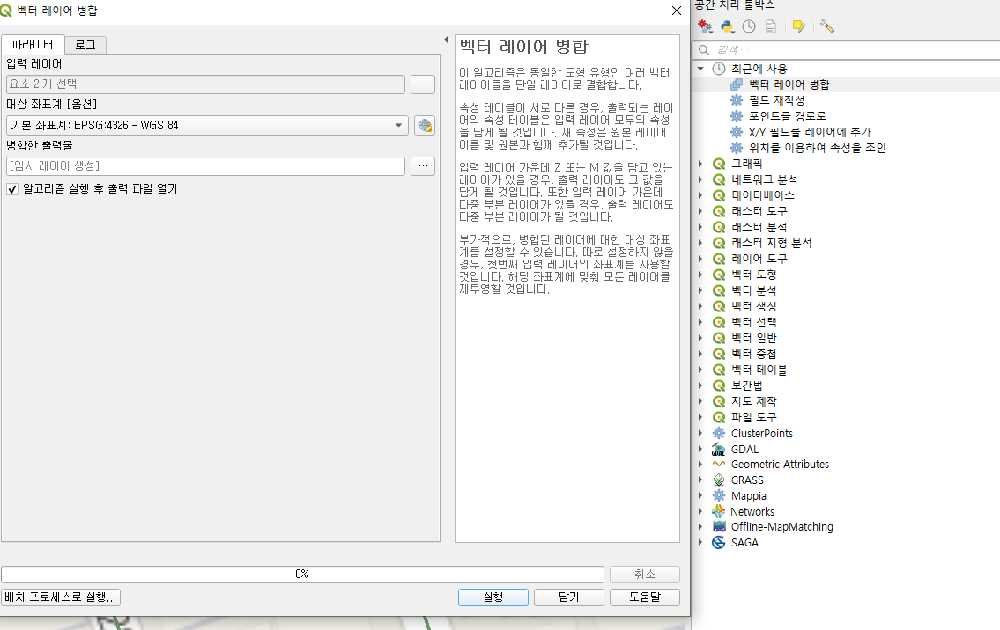 벡터 레이어 병합
파라미터
로그
입력 레이어
요소 2 개 선택
...
대상 좌표계 [옵션]
기본 좌표계: EPSG:4326 - WGS 84
병합한 출력물
[임시 레이어 생성]
...
알고리즘 실행 후 출력 파일 열기
벡터 레이어 병합
이 알고리즘은 동일한 도형 유형인 여러 벡터
레이어들을 단일 레이어로 결합합니다.
속성 테이블이 서로 다른 경우, 출력되는 레이
어의 속성 테이블은 입력 레이어 모두의 속성
을 담게 될 것입니다. 새 속성은 원본 레이어
이름 및 원본과 함께 추가될 것입니다.
입력 레이어 가운데 Z 또는 M 값을 담고 있는
레이어가 있을 경우, 출력 레이어도 그 값을
담게 될 것입니다. 또한 입력 레이어 가운데
다중 부분 레이어가 있을 경우, 출력 레이어도
다중 부분 레이어가 될 것입니다.
부가적으로, 병합된 레이어에 대한 대상 좌표
계를 설정할 수 있습니다. 따로 설정하지 않을
경우, 첫번째 입력 레이어의 좌표계를 사용할
것입니다. 해당 좌표계에 맞춰 모든 레이어를
재투영할 것입니다.
0%
취소
배치 프로세스로 실행...
실행
닫기
도움말
공간 처리 툴박스
검색...
최근에 사용
벡터 레이어 병합
필드 재작성
포인트를 경로로
X/Y 필드를 레이어에 추가
위치를 이용하여 속성을 조인
그래픽
네트워크 분석
데이터베이스
래스터 도구
래스터 분석
래스터 지형 분석
레이어 도구
벡터 도형
벡터 분석
벡터 생성
벡터 선택
벡터 일반
벡터 중첩
벡터 테이블
보간법
지도 제작
파일 도구
ClusterPoints
GDAL
GDAL
Geometric Attributes
GRASS
Mappia
Networks
Offline-MapMatching
SAGA